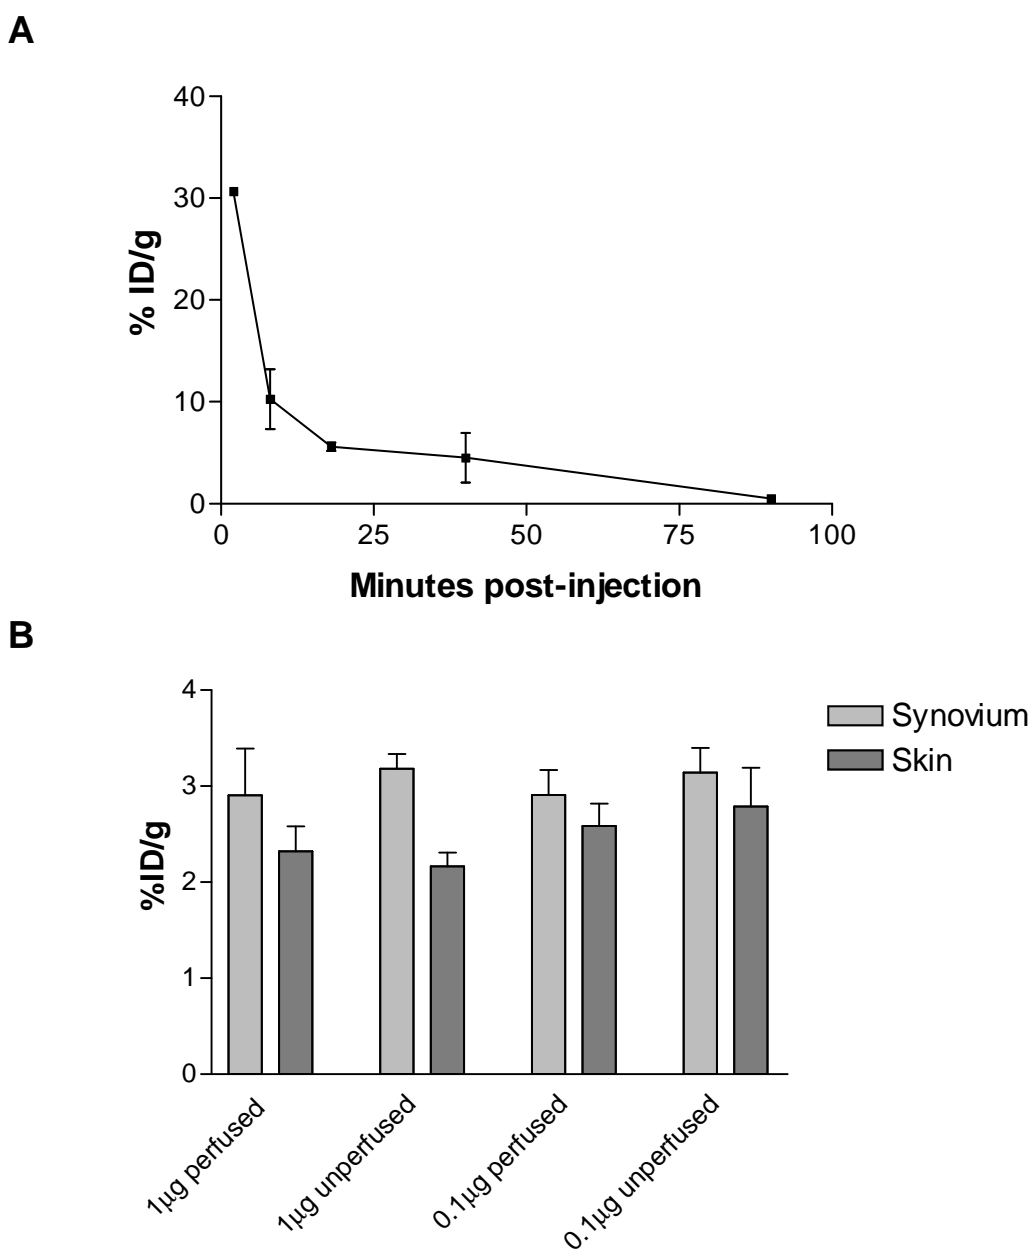 A
40
30
20
10
0
% ID/g
0 25 50 75 100
Minutes post-injection
B
4
3
2
1
0
%ID/g
Synovium
Skin
1μg perfused
1μg unperfused
0.1μg perfused
0.1μg unperfused